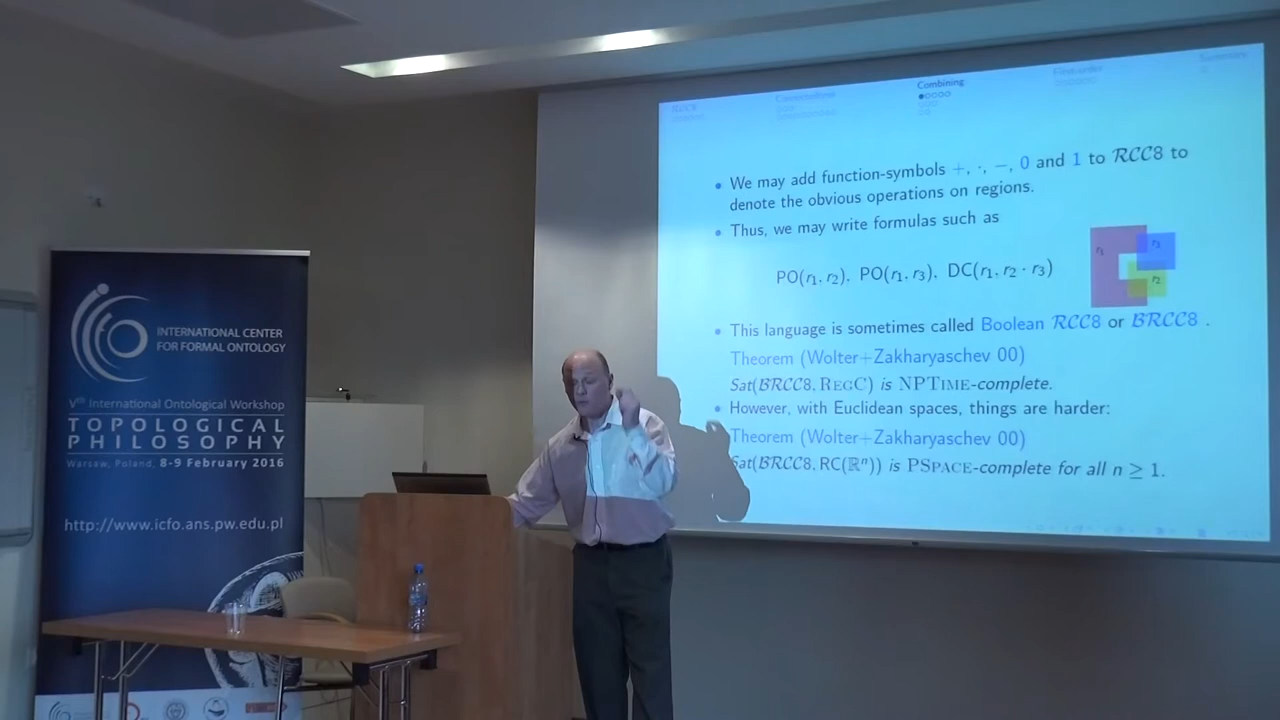 INTERNATIONAL CENTER
FOR FORMAL ONTOLOGY
Vth International Ontological Workshop
TOPOLOGICAL
PHILOSOPHY
Warsaw, Poland, 8-9 February 2016
http://www.icfo.ans.pw.edu.pl
RCC8
Combining
First-order
Summary
• We may add function-symbols +, ·, −, 0 and 1 to RCC8 to
denote the obvious operations on regions.
• Thus, we may write formulas such as
PO(r₁, r₂), PO(r₁, r₃), DC(r₁, r₂ · r₃)
r₁
r₃
r₂
• This language is sometimes called Boolean RCC8 or BRCC8 .
Theorem (Wolter+Zakharyaschev 00)
Sat(BRCC8, REGC) is NPTIME-complete.
• However, with Euclidean spaces, things are harder:
Theorem (Wolter+Zakharyaschev 00)
Sat(BRCC8, RC(ℝⁿ)) is PSPACE-complete for all n ≥ 1.